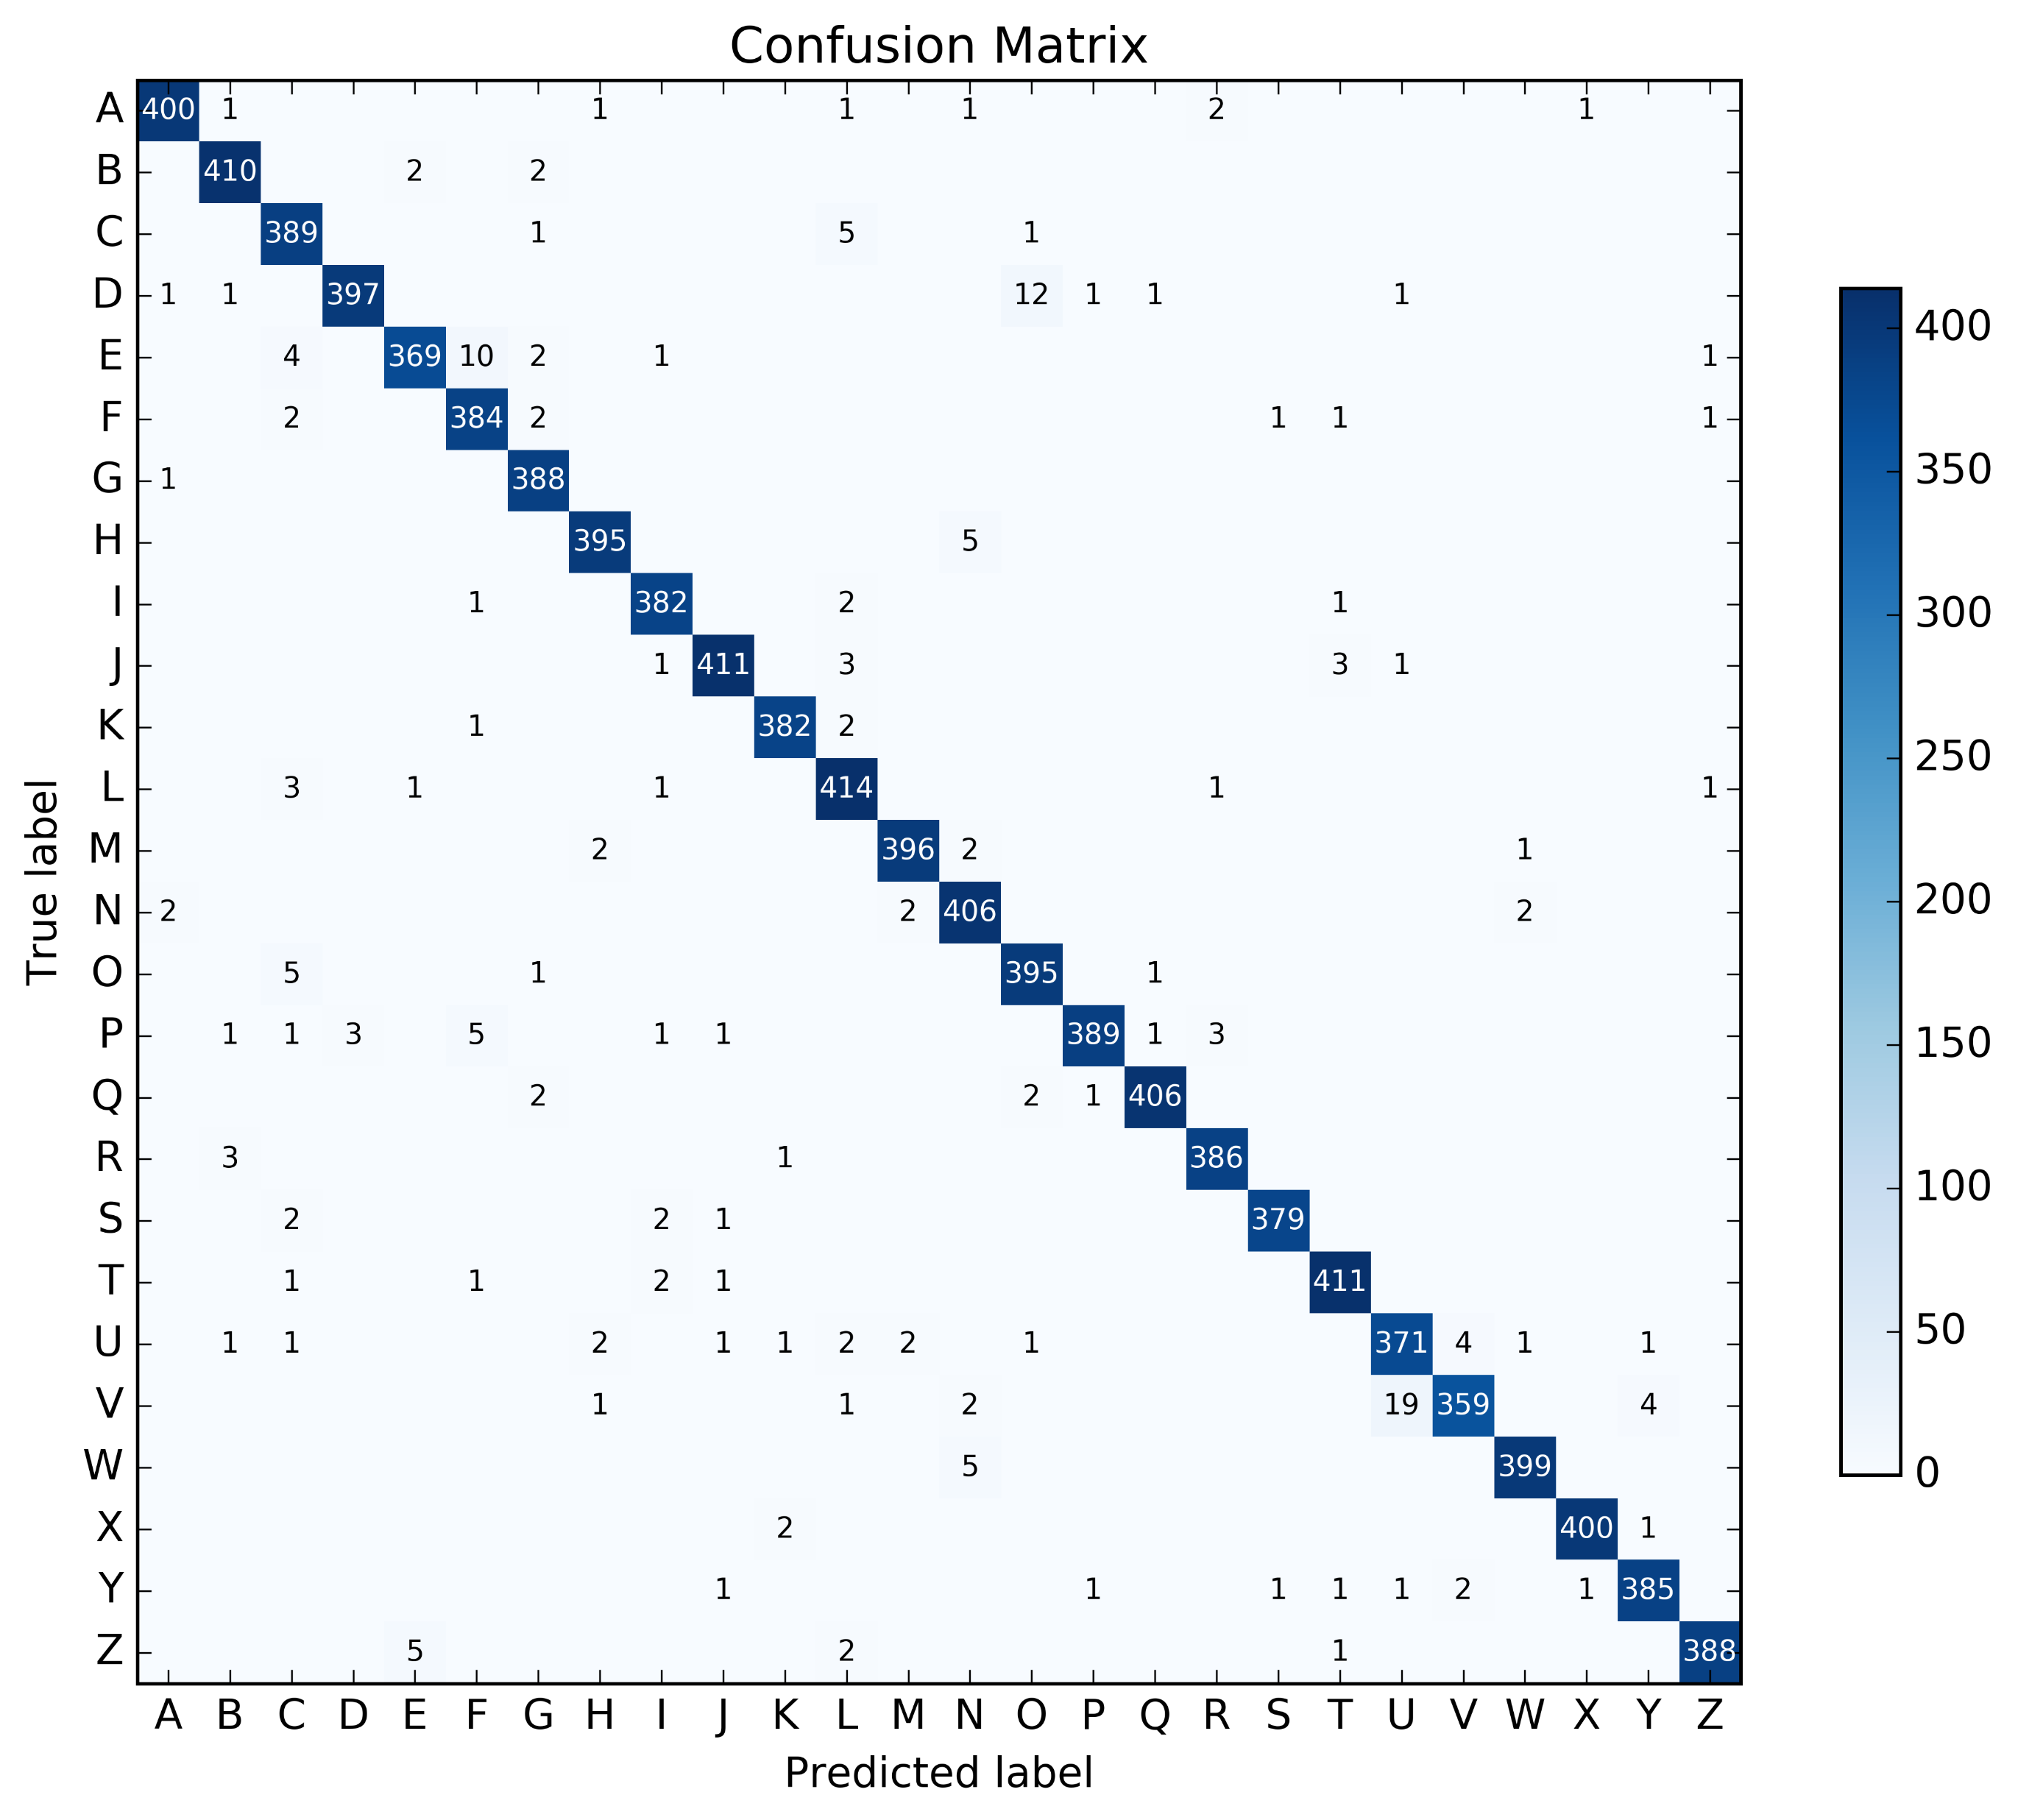 Confusion Matrix
A 400 1 1 1 1 2 1
B 410 2 2
C 389 1 5 1
D 1 1 397 12 1 1 1
E 4 369 10 2 1 1
F 2 384 2 1 1 1
G 1 388
H 395 5
I 1 382 2 1
J 1 411 3 3 1
K 1 382 2
L 3 1 1 414 1 1
M 2 396 2 1
N 2 2 406 2
O 5 1 395 1
P 1 1 3 5 1 1 389 1 3
Q 2 2 1 406
R 3 1 386
S 2 2 1 379
T 1 1 2 1 411
U 1 1 2 1 1 2 2 1 371 4 1 1
V 1 1 2 19 359 4
W 5 399
X 2 400 1
Y 1 1 1 1 1 2 1 385
Z 5 2 1 388
A B C D E F G H I J K L M N O P Q R S T U V W X Y Z
Predicted label
True label
400
350
300
250
200
150
100
50
0